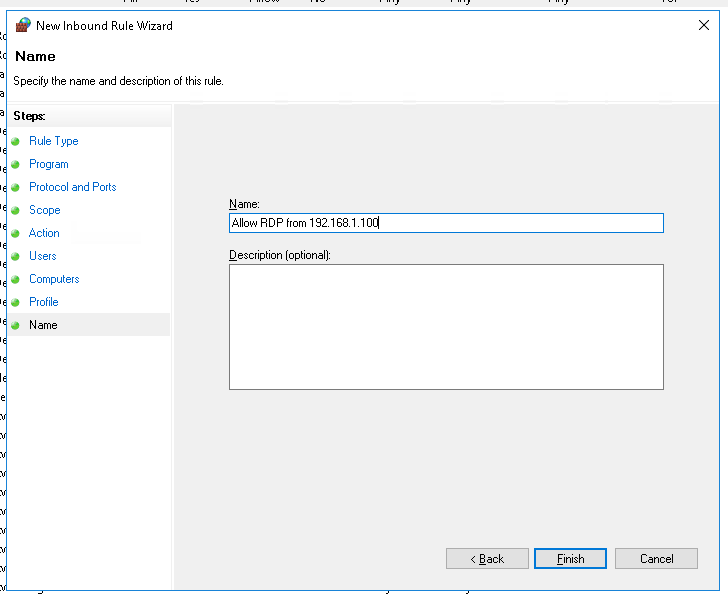 New Inbound Rule Wizard
Name
Specify the name and description of this rule.
Steps:
Rule Type
Program
Protocol and Ports
Scope
Action
Users
Computers
Profile
Name
Name:
Allow RDP from 192.168.1.100
Description (optional):
< Back
Finish
Cancel